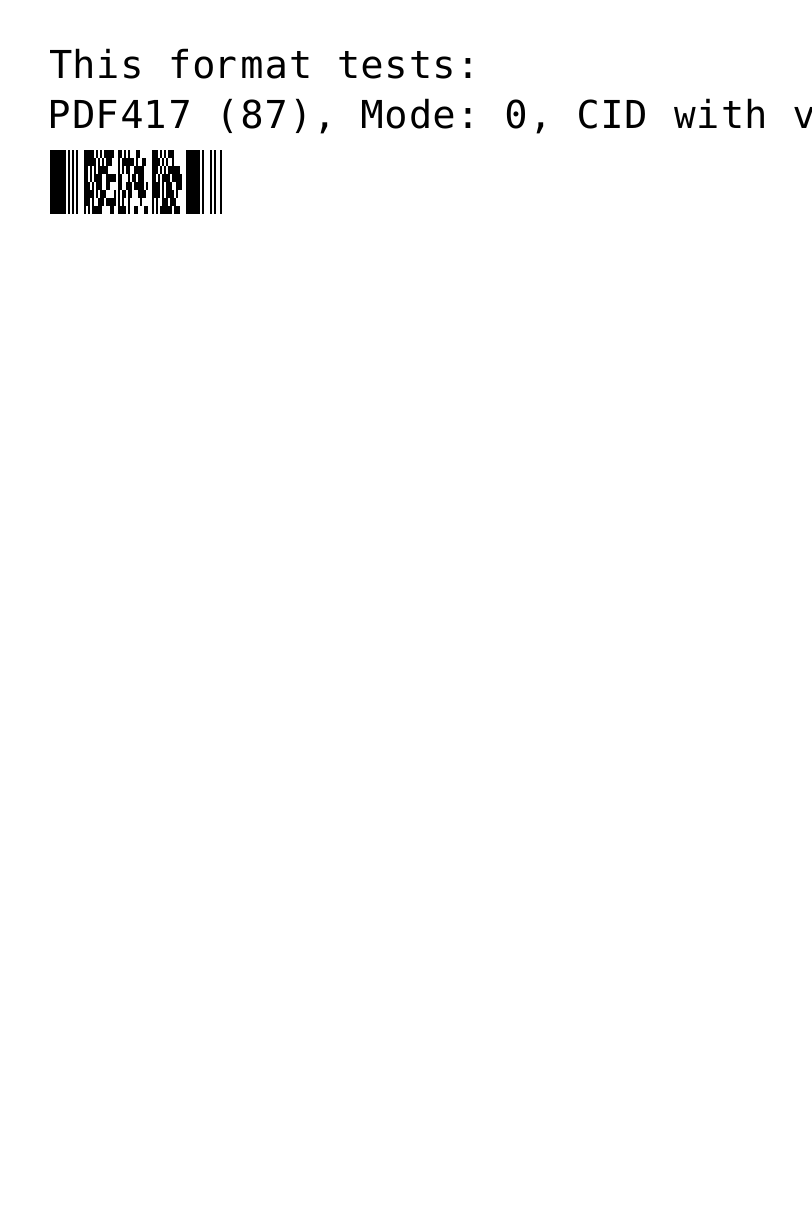 This format tests:
PDF417 (87), Mode: 0, CID with v